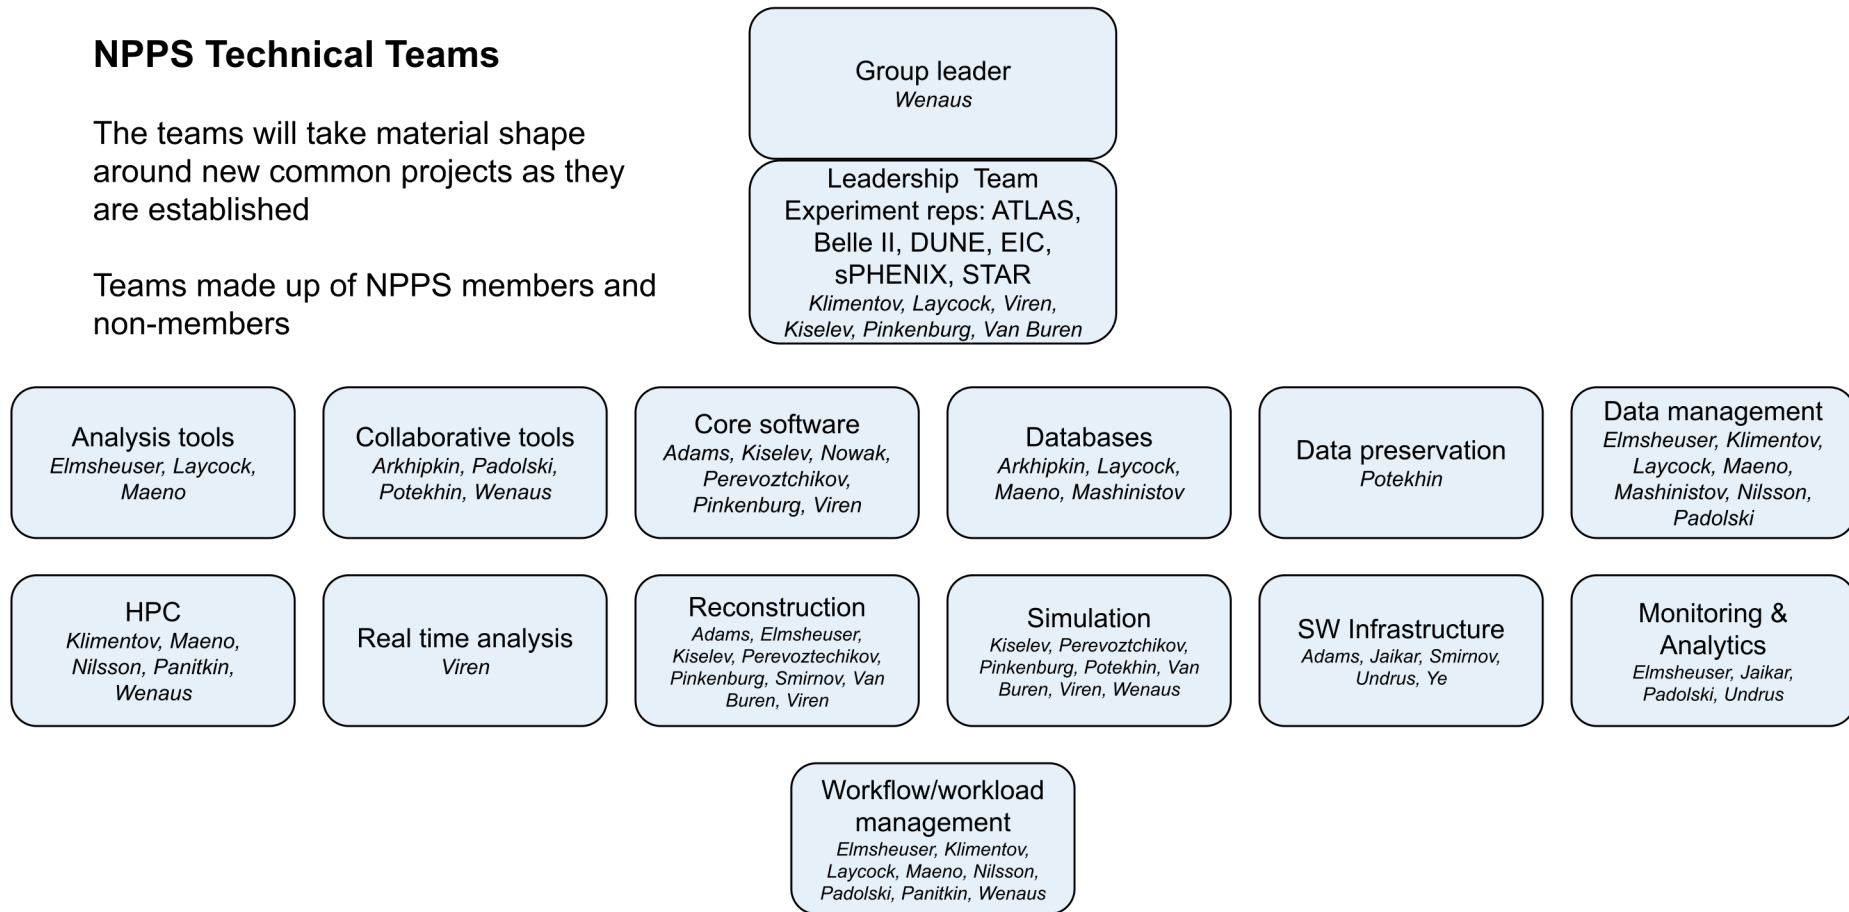 NPPS Technical Teams
The teams will take material shape
around new common projects as they
are established
Teams made up of NPPS members and
non-members
Group leader
Wenaus
Leadership Team
Experiment reps: ATLAS,
Belle II, DUNE, EIC,
sPHENIX, STAR
Klimentov, Laycock, Viren,
Kiselev, Pinkenburg, Van Buren
Analysis tools
Elmsheuser, Laycock,
Maeno
Collaborative tools
Arkhipkin, Padolski,
Potekhin, Wenaus
Core software
Adams, Kiselev, Nowak,
Perevoztchikov,
Pinkenburg, Viren
Databases
Arkhipkin, Laycock,
Maeno, Mashinistov
Data preservation
Potekhin
Data management
Elmsheuser, Klimentov,
Laycock, Maeno,
Mashinistov, Nilsson,
Padolski
HPC
Klimentov, Maeno,
Nilsson, Panitkin,
Wenaus
Real time analysis
Viren
Reconstruction
Adams, Elmsheuser,
Kiselev, Perevoztechikov,
Pinkenburg, Smirnov, Van
Buren, Viren
Simulation
Kiselev, Perevoztchikov,
Pinkenburg, Potekhin, Van
Buren, Viren, Wenaus
SW Infrastructure
Adams, Jaikar, Smirnov,
Undrus, Ye
Monitoring &
Analytics
Elmsheuser, Jaikar,
Padolski, Undrus
Workflow/workload
management
Elmsheuser, Klimentov,
Laycock, Maeno, Nilsson,
Padolski, Panitkin, Wenaus